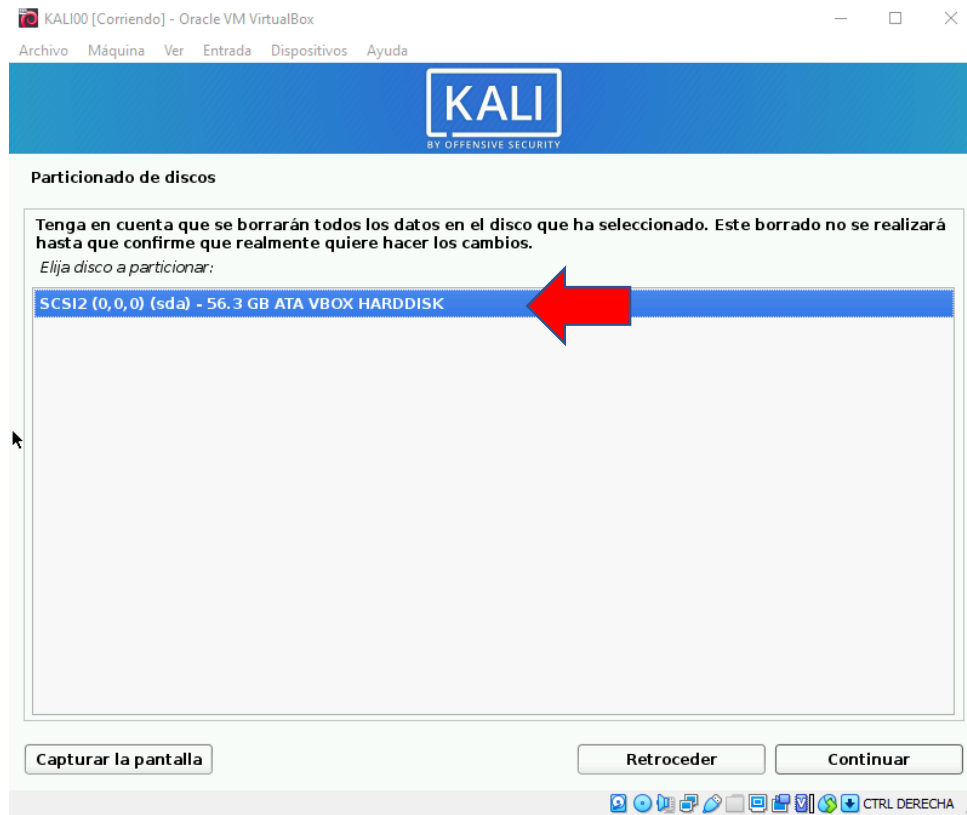 KALI00 [Corriendo] - Oracle VM VirtualBox
Archivo Máquina Ver Entrada Dispositivos Ayuda
KALI
BY OFFENSIVE SECURITY
Particionado de discos
Tenga en cuenta que se borrarán todos los datos en el disco que ha seleccionado. Este borrado no se realizará
hasta que confirme que realmente quiere hacer los cambios.
Elija disco a particionar:
SCSI2 (0,0,0) (sda) - 56.3 GB ATA VBOX HARDDISK
Capturar la pantalla Retroceder Continuar
CTRL DERECHA